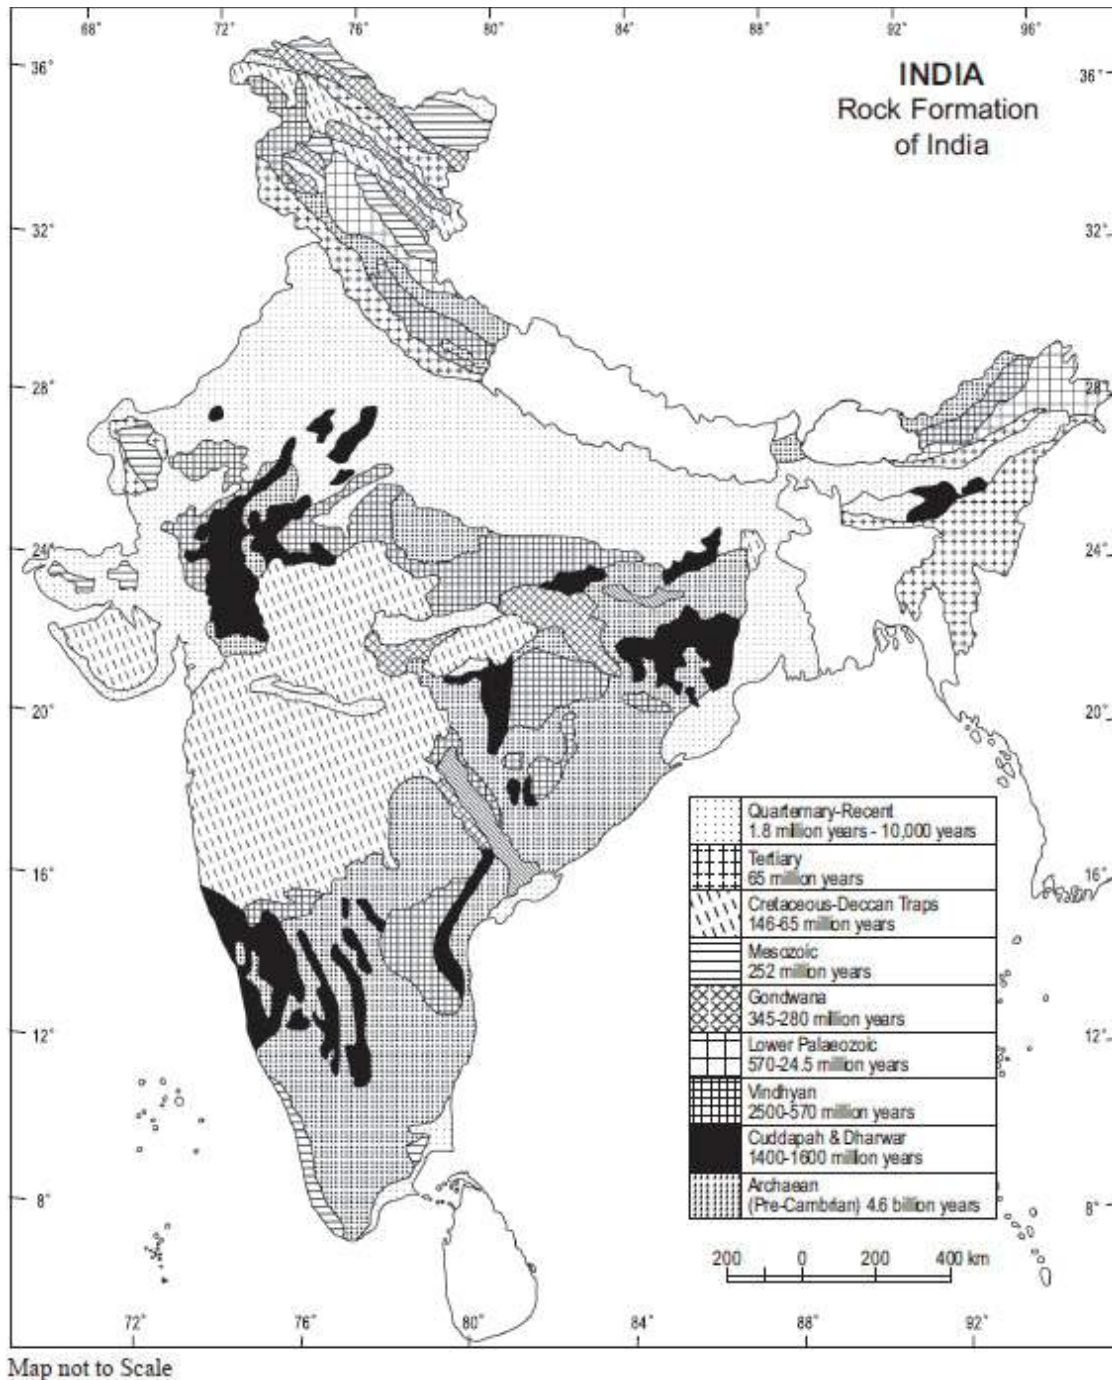 68° 72° 76° 80° 84° 88° 92° 96°
INDIA
Rock Formation
of India
36° 36°
32° 32°
28° 28°
24° 24°
20° 20°
16° 16°
12° 12°
8° 8°
Quarternary-Recent
1.8 million years - 10,000 years
Tertiary
65 million years
Cretaceous-Deccan Traps
146-65 million years
Mesozoic
252 million years
Gondwana
345-280 million years
Lower Palaeozoic
570-24.5 million years
Vindhyan
2500-570 million years
Cuddapah & Dharwar
1400-1600 million years
Archaean
(Pre-Cambrian) 4.6 billion years
200 0 200 400 km
72° 76° 80° 84° 88° 92°
Map not to Scale